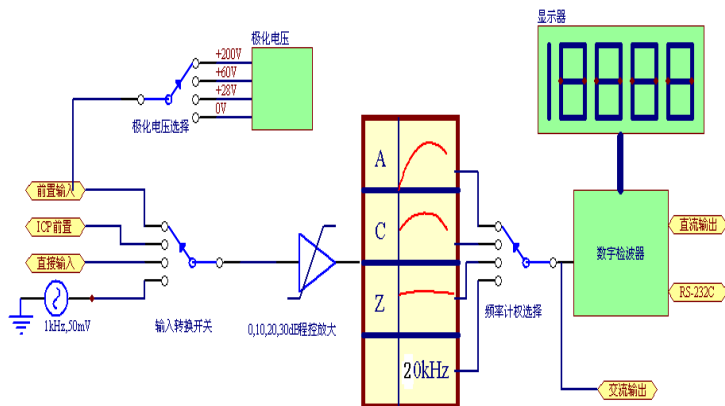 显示器
18888
极化电压
+200V
+60V
+28V
0V
极化电压选择
前置输入
ICP前置
直接输入
1kHz,50mV
输入转换开关
0,10,20,30dB程控放大
A
C
Z
20kHz
频率计权选择
数字检波器
直流输出
RS-232C
交流输出